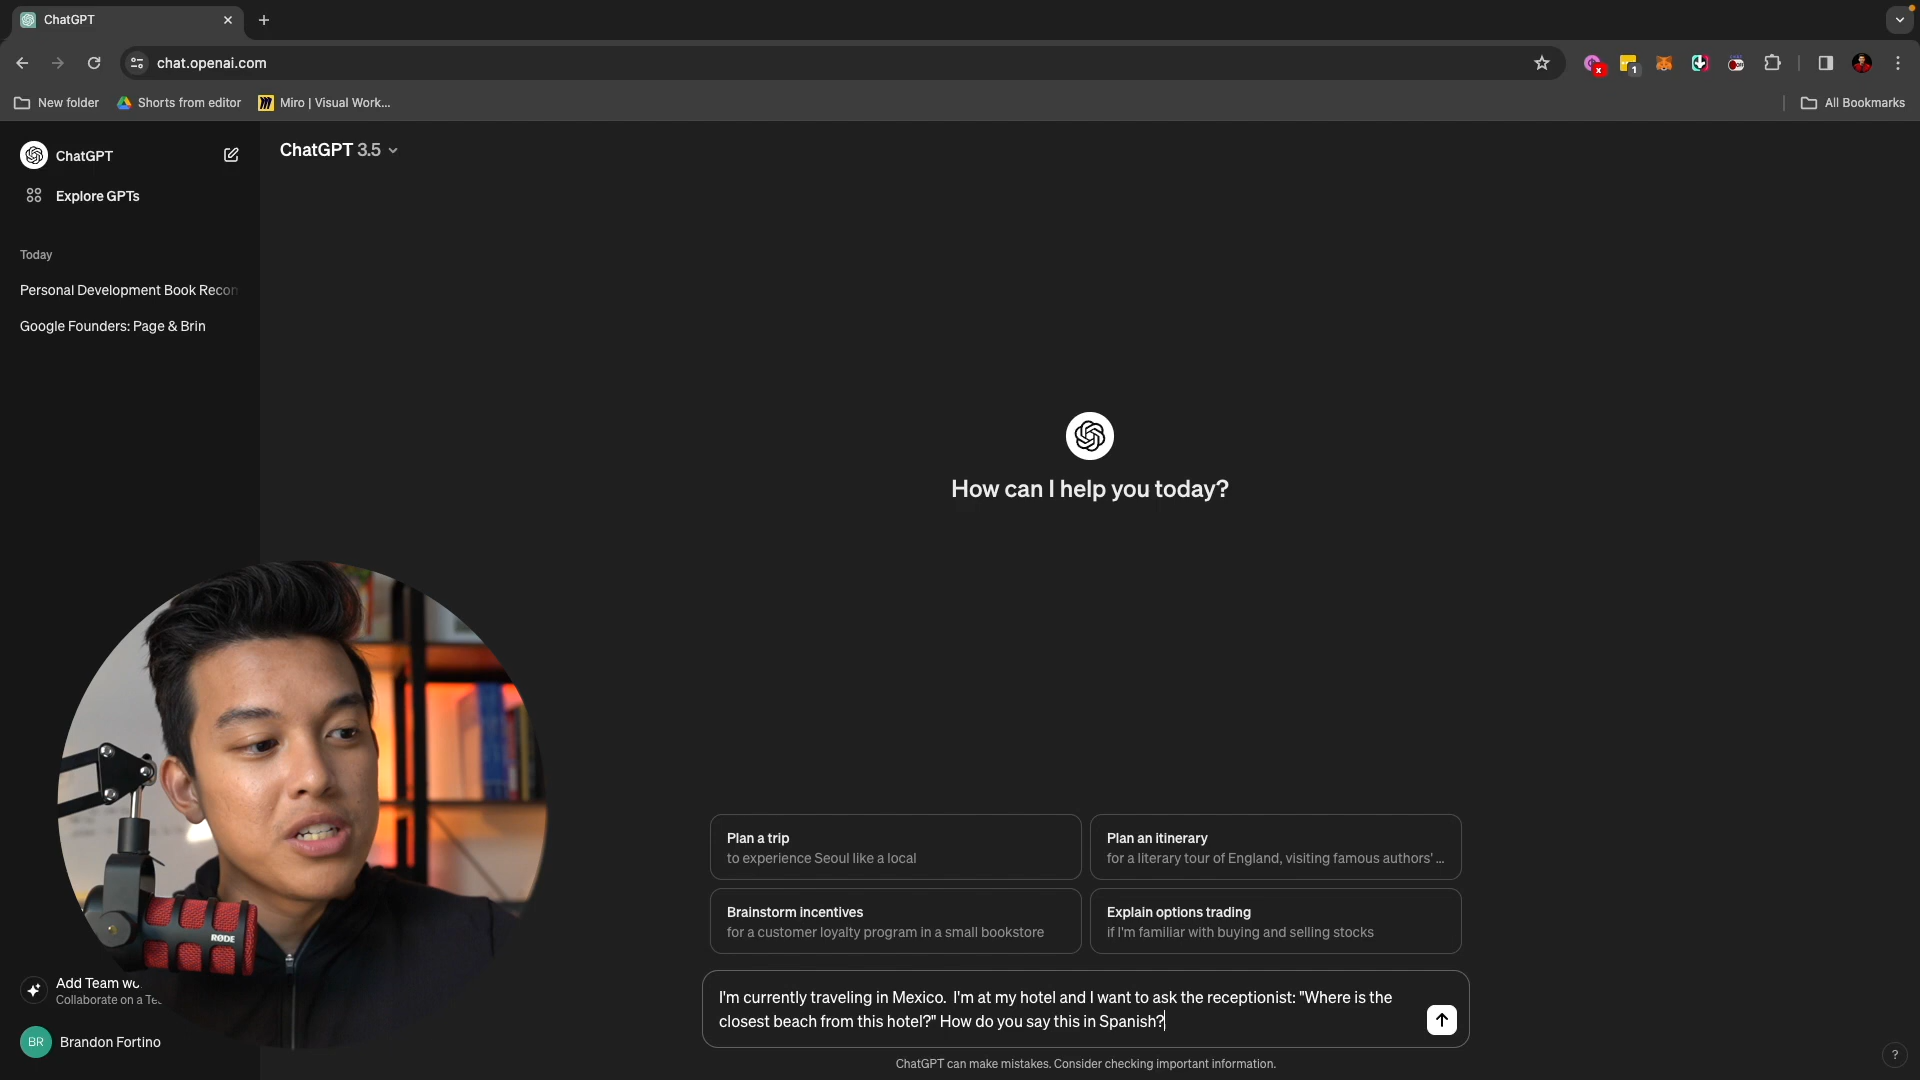 ChatGPT
chat.openai.com
1
New folder
Shorts from editor
Miro | Visual Work...
All Bookmarks
ChatGPT
Explore GPTs
Today
Personal Development Book Recom
Google Founders: Page & Brin
ChatGPT 3.5
How can I help you today?
Plan a trip
to experience Seoul like a local
Plan an itinerary
for a literary tour of England, visiting famous authors' ...
Brainstorm incentives
for a customer loyalty program in a small bookstore
Explain options trading
if I'm familiar with buying and selling stocks
I'm currently traveling in Mexico.  I'm at my hotel and I want to ask the receptionist: "Where is the
closest beach from this hotel?" How do you say this in Spanish?
ChatGPT can make mistakes. Consider checking important information.
?
RØDE
Add Team
Collaborate on a
BR
Brandon Fortino